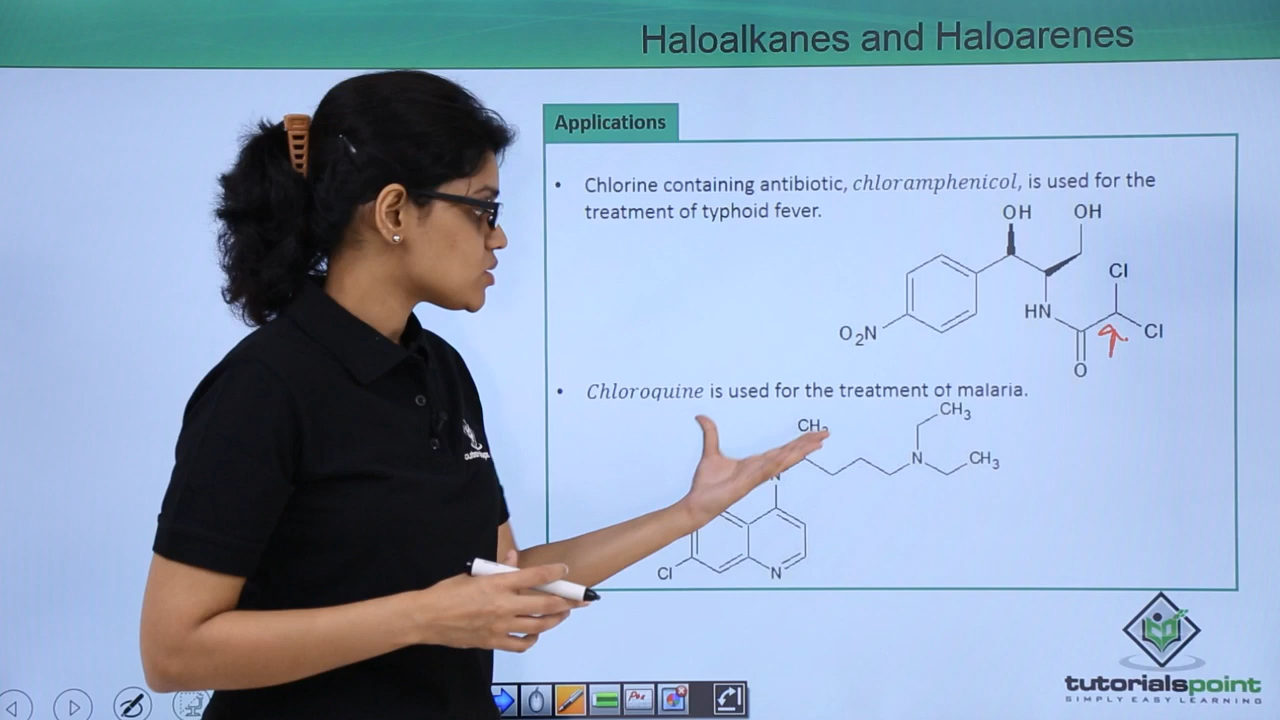 Haloalkanes and Haloarenes
Applications
• Chlorine containing antibiotic, chloramphenicol, is used for the
treatment of typhoid fever.
OH OH
Cl
HN
Cl
O2N
O
• Chloroquine is used for the treatment of malaria.
CH3
CH3
N
CH3
N
Cl
N
tutorialspoint
SIMPLY EASY LEARNING